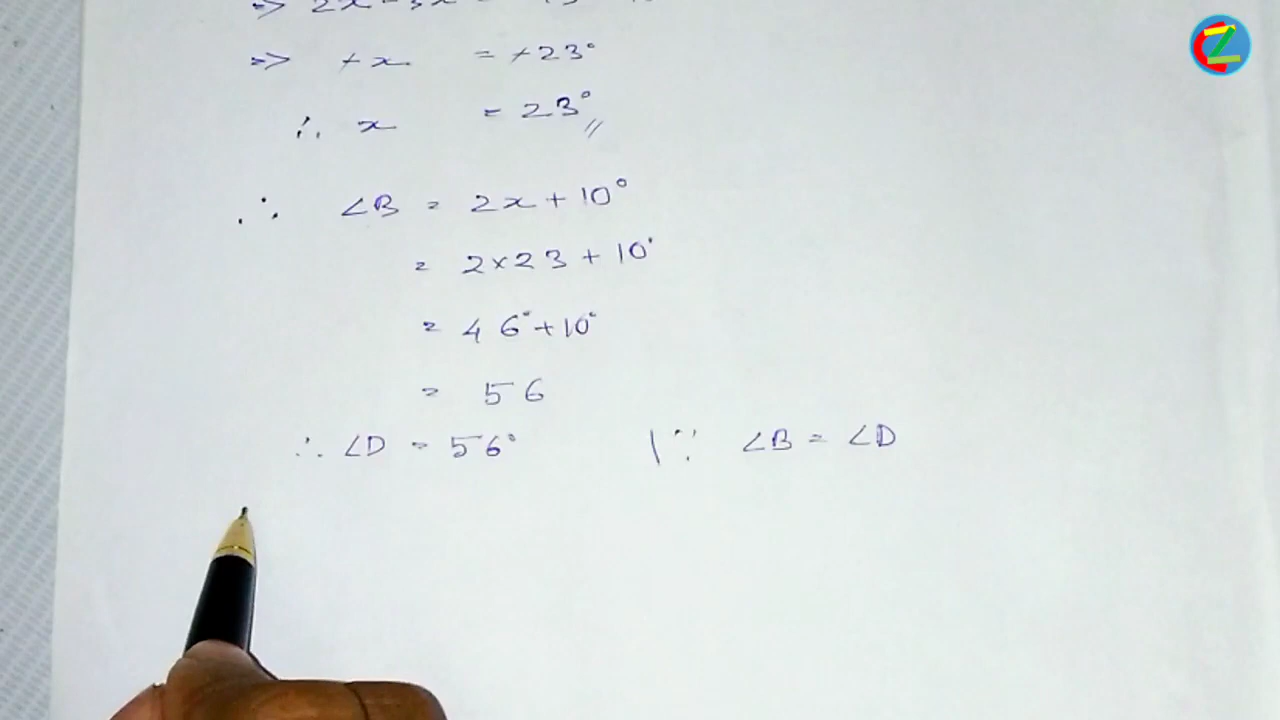 ⇒ +x = +23°
∴ x = 23°
∴ ∠B = 2x + 10°
= 2×23 + 10°
= 46° + 10°
= 56
∴ ∠D = 56° | ∵ ∠B = ∠D